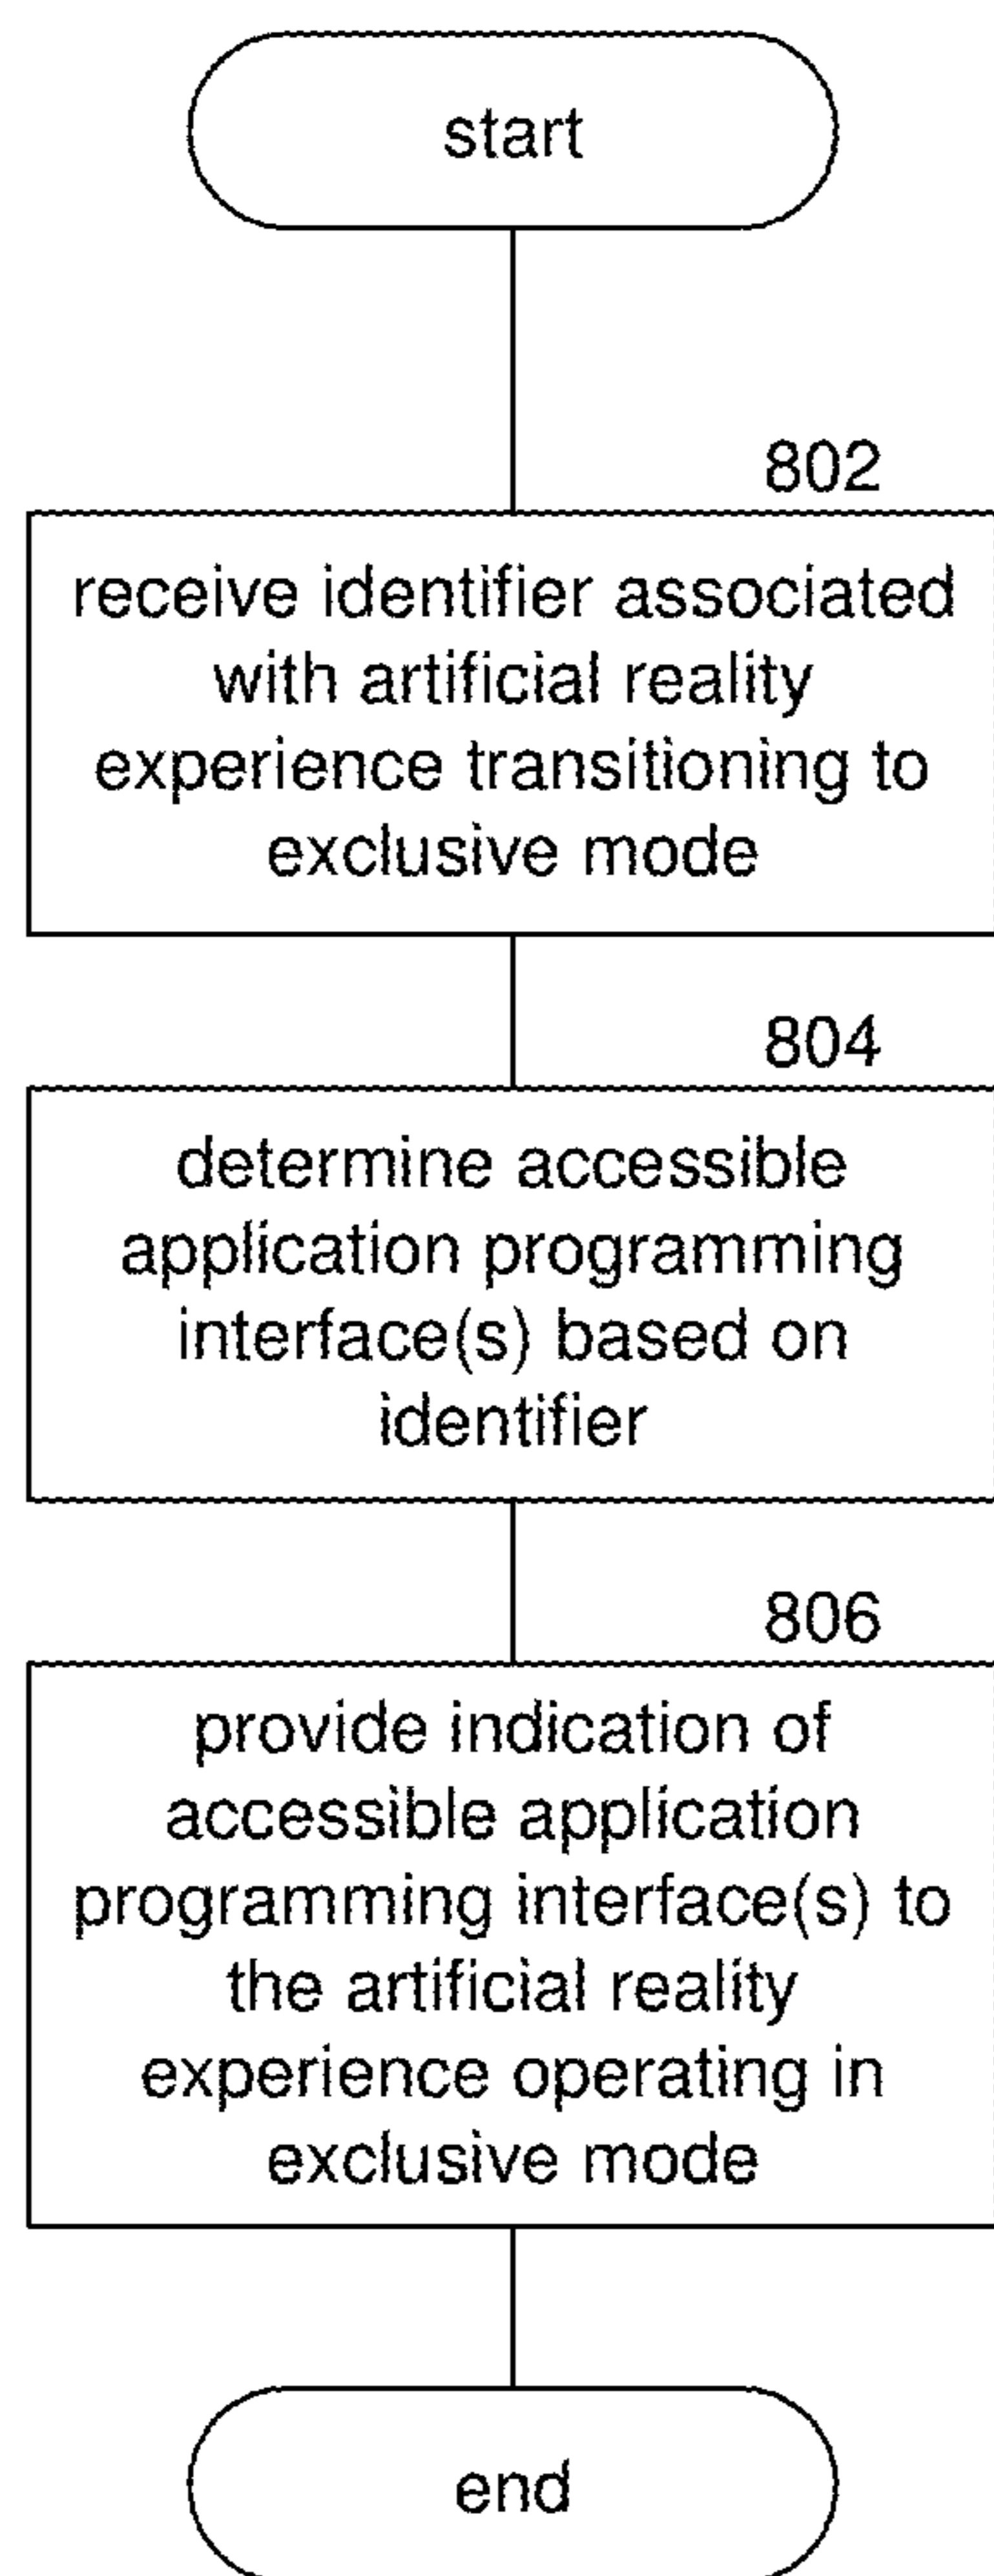 start
802
receive identifier associated
with artificial reality
experience transitioning to
exclusive mode
804
determine accessible
application programming
interface(s) based on
identifier
806
provide indication of
accessible application
programming interface(s) to
the artificial reality
experience operating in
exclusive mode
end